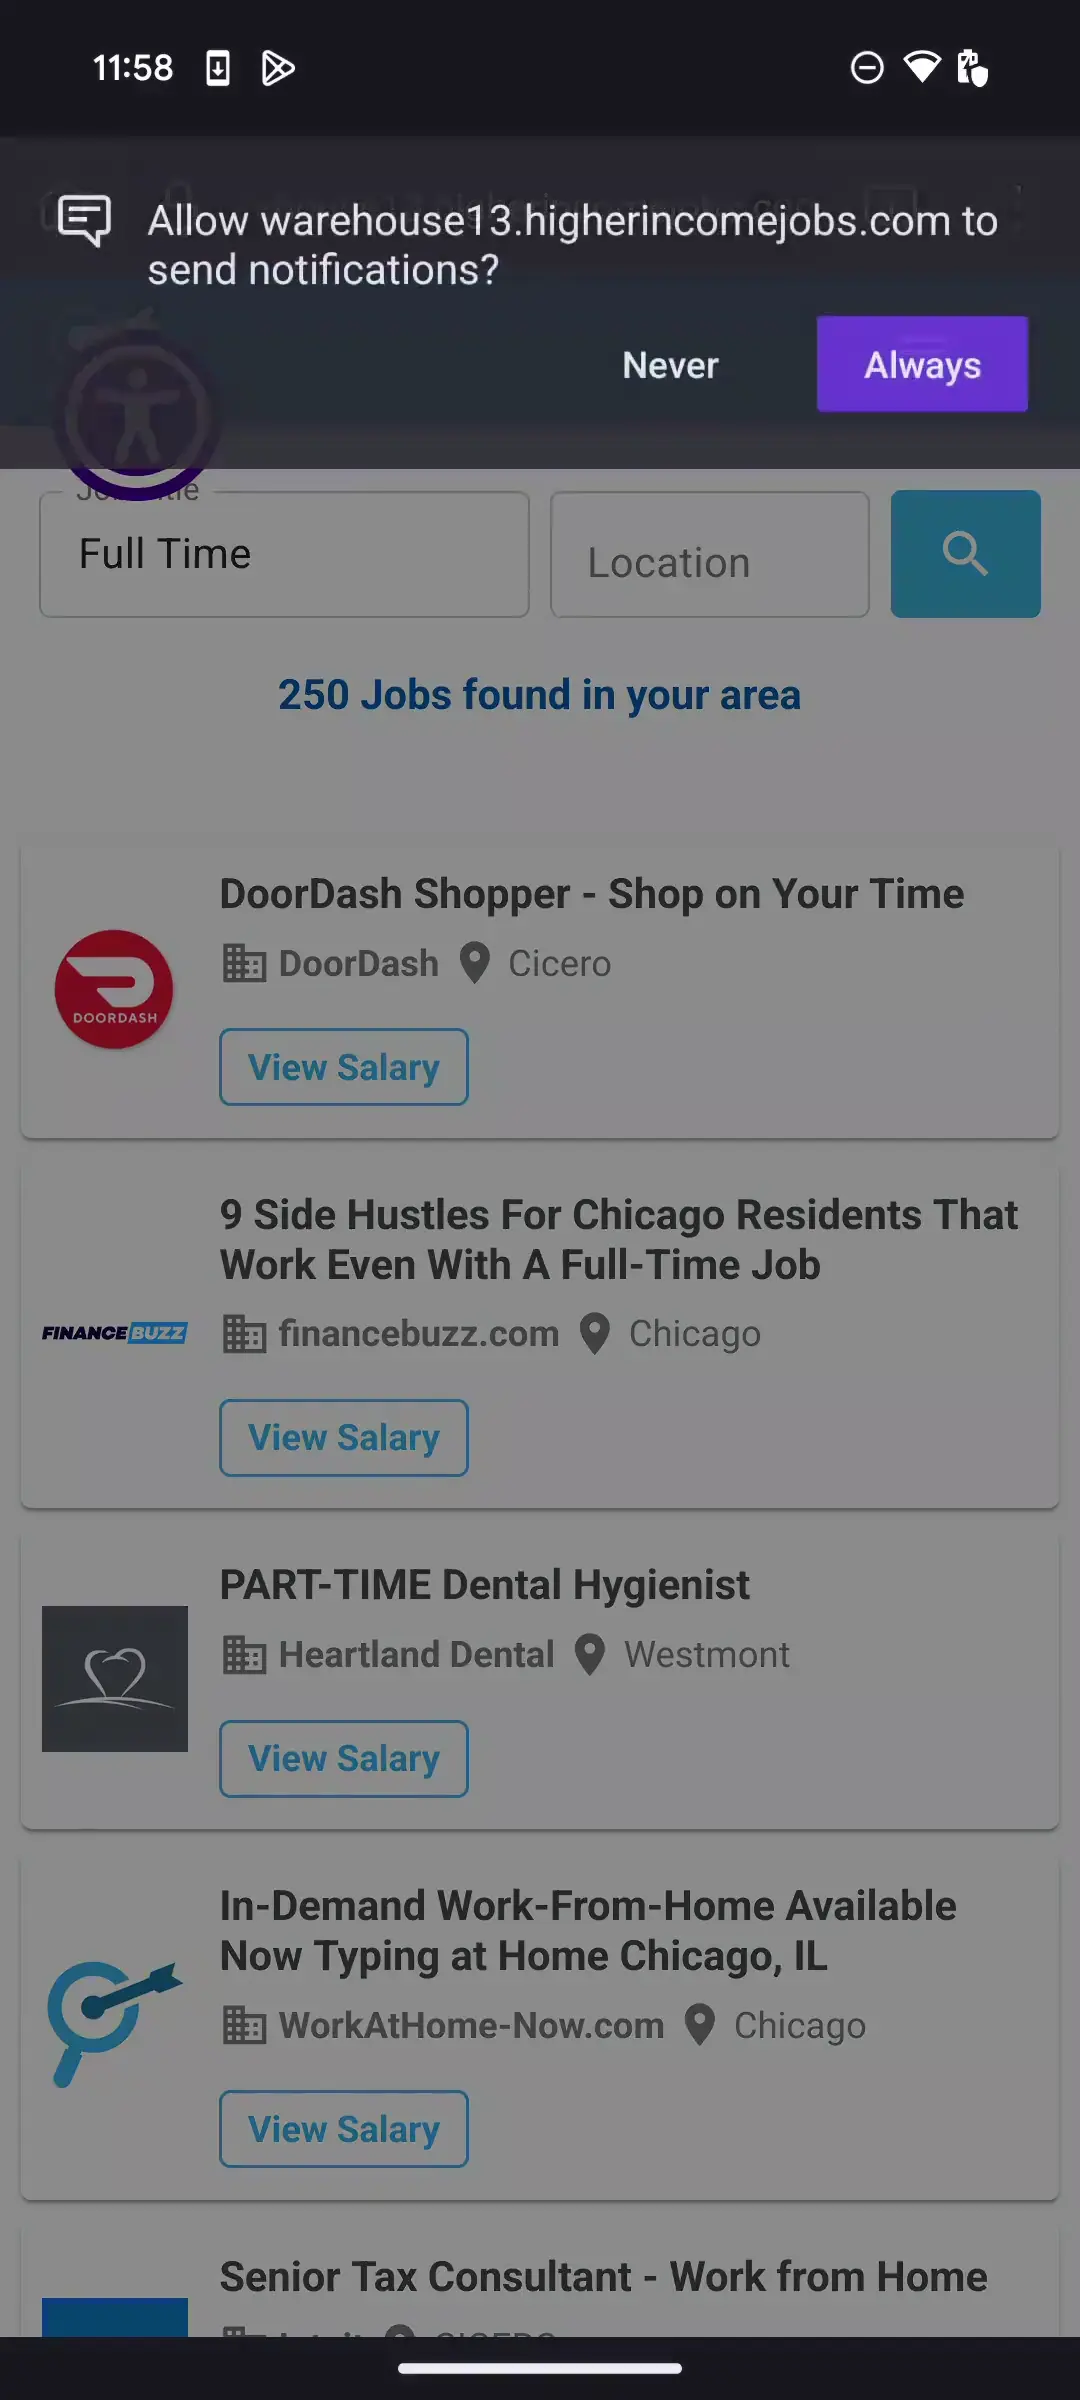 11:58
Allow warehouse13.higherincomejobs.com to
send notifications?
Never
Always
Full Time
Location
250 Jobs found in your area
DoorDash Shopper - Shop on Your Time
DoorDash Cicero
DOORDASH
View Salary
9 Side Hustles For Chicago Residents That
Work Even With A Full-Time Job
FINANCEBUZZ
financebuzz.com Chicago
View Salary
PART-TIME Dental Hygienist
Heartland Dental Westmont
View Salary
In-Demand Work-From-Home Available
Now Typing at Home Chicago, IL
WorkAtHome-Now.com Chicago
View Salary
Senior Tax Consultant - Work from Home